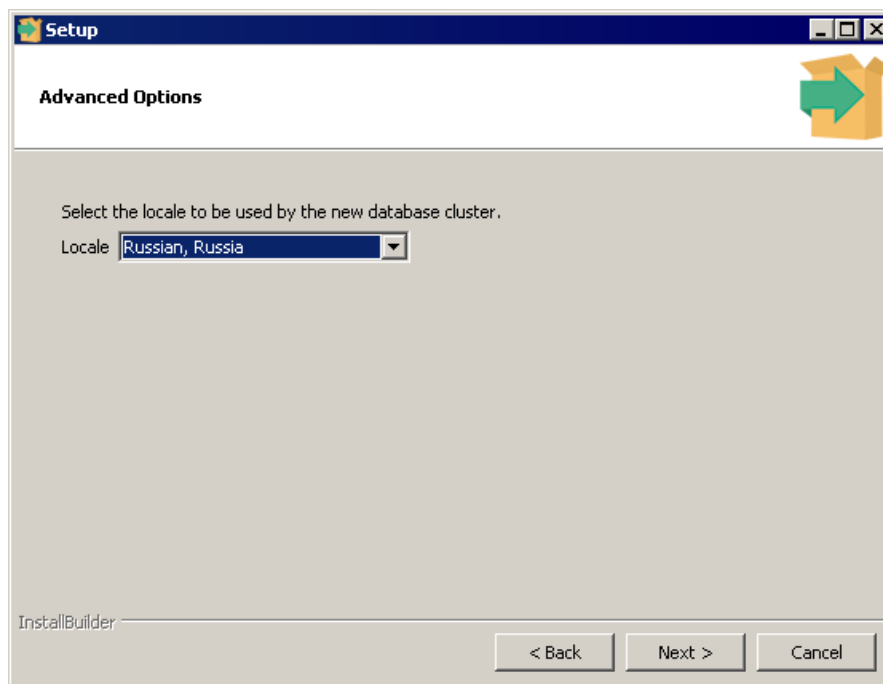 Setup
Advanced Options
Select the locale to be used by the new database cluster.
Locale Russian, Russia
InstallBuilder
< Back Next > Cancel